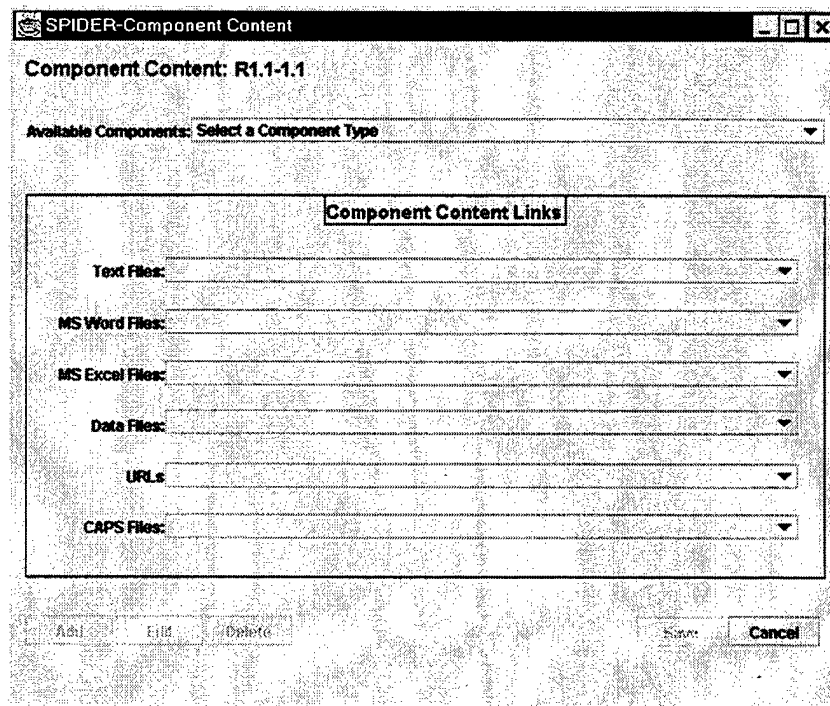 SPIDER-Component Content
Component Content: R1.1-1.1
Available Components: Select a Component Type
Component Content Links
Text Files:
MS Word Files:
MS Excel Files:
Data Files:
URLs
CAPS Files:
Add Edit Delete Save Cancel